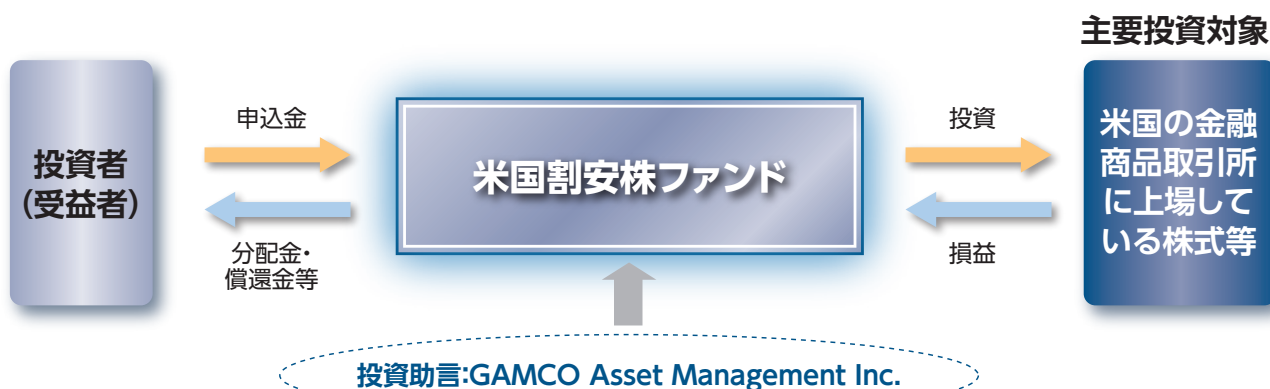 主要投資対象
投資者
（受益者）
申込金
分配金・
償還金等
米国割安株ファンド
投資
損益
米国の金融
商品取引所
に上場して
いる株式等
投資助言:GAMCO Asset Management Inc.